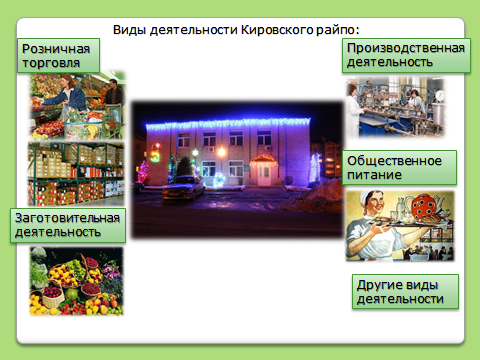 Виды деятельности Кировского райпо:
Розничная
торговля
Производственная
деятельность
Общественное
питание
Заготовительная
деятельность
Другие виды
деятельности